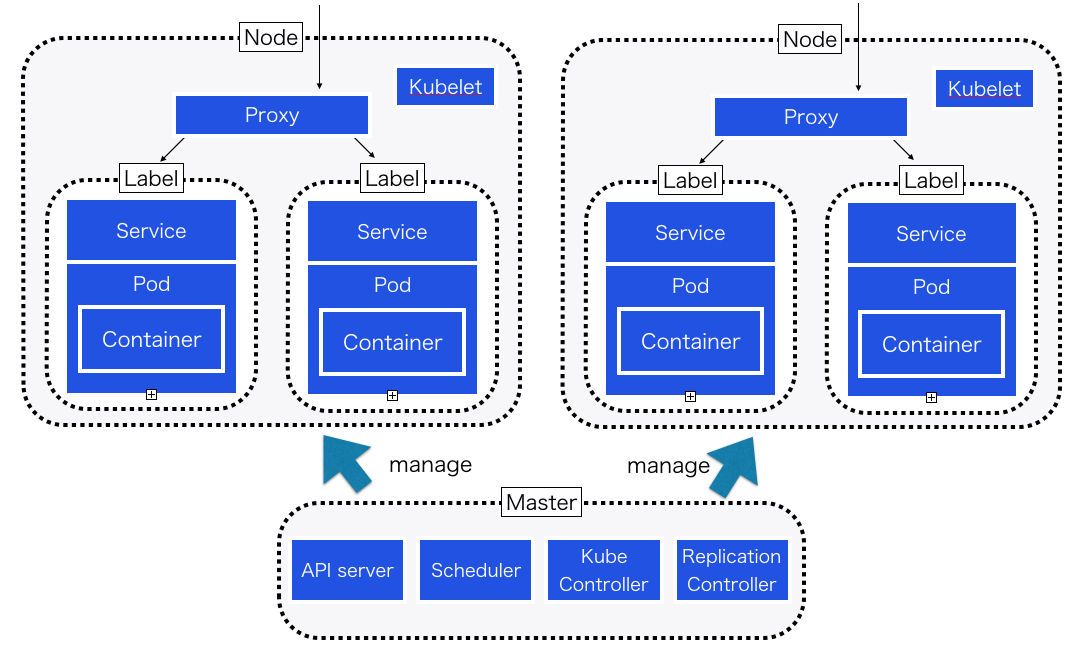 Node
Kubelet
Proxy
Label
Label
Service
Pod
Container
Service
Pod
Container
Node
Kubelet
Proxy
Label
Label
Service
Pod
Container
Service
Pod
Container
manage
manage
Master
API server
Scheduler
Kube
Controller
Replication
Controller